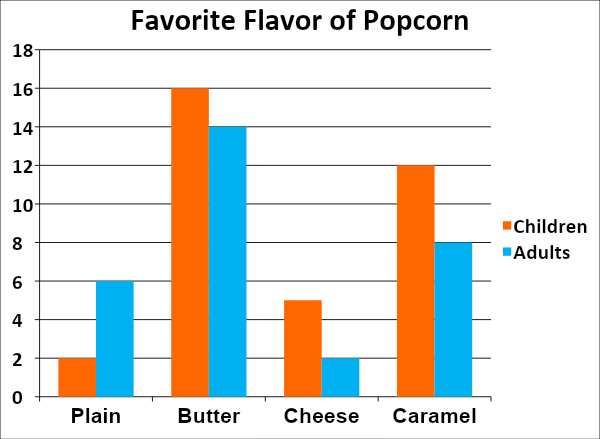 Favorite Flavor of Popcorn
18
16
14
12
10
8
6
4
2
0
Plain Butter Cheese Caramel
Children
Adults